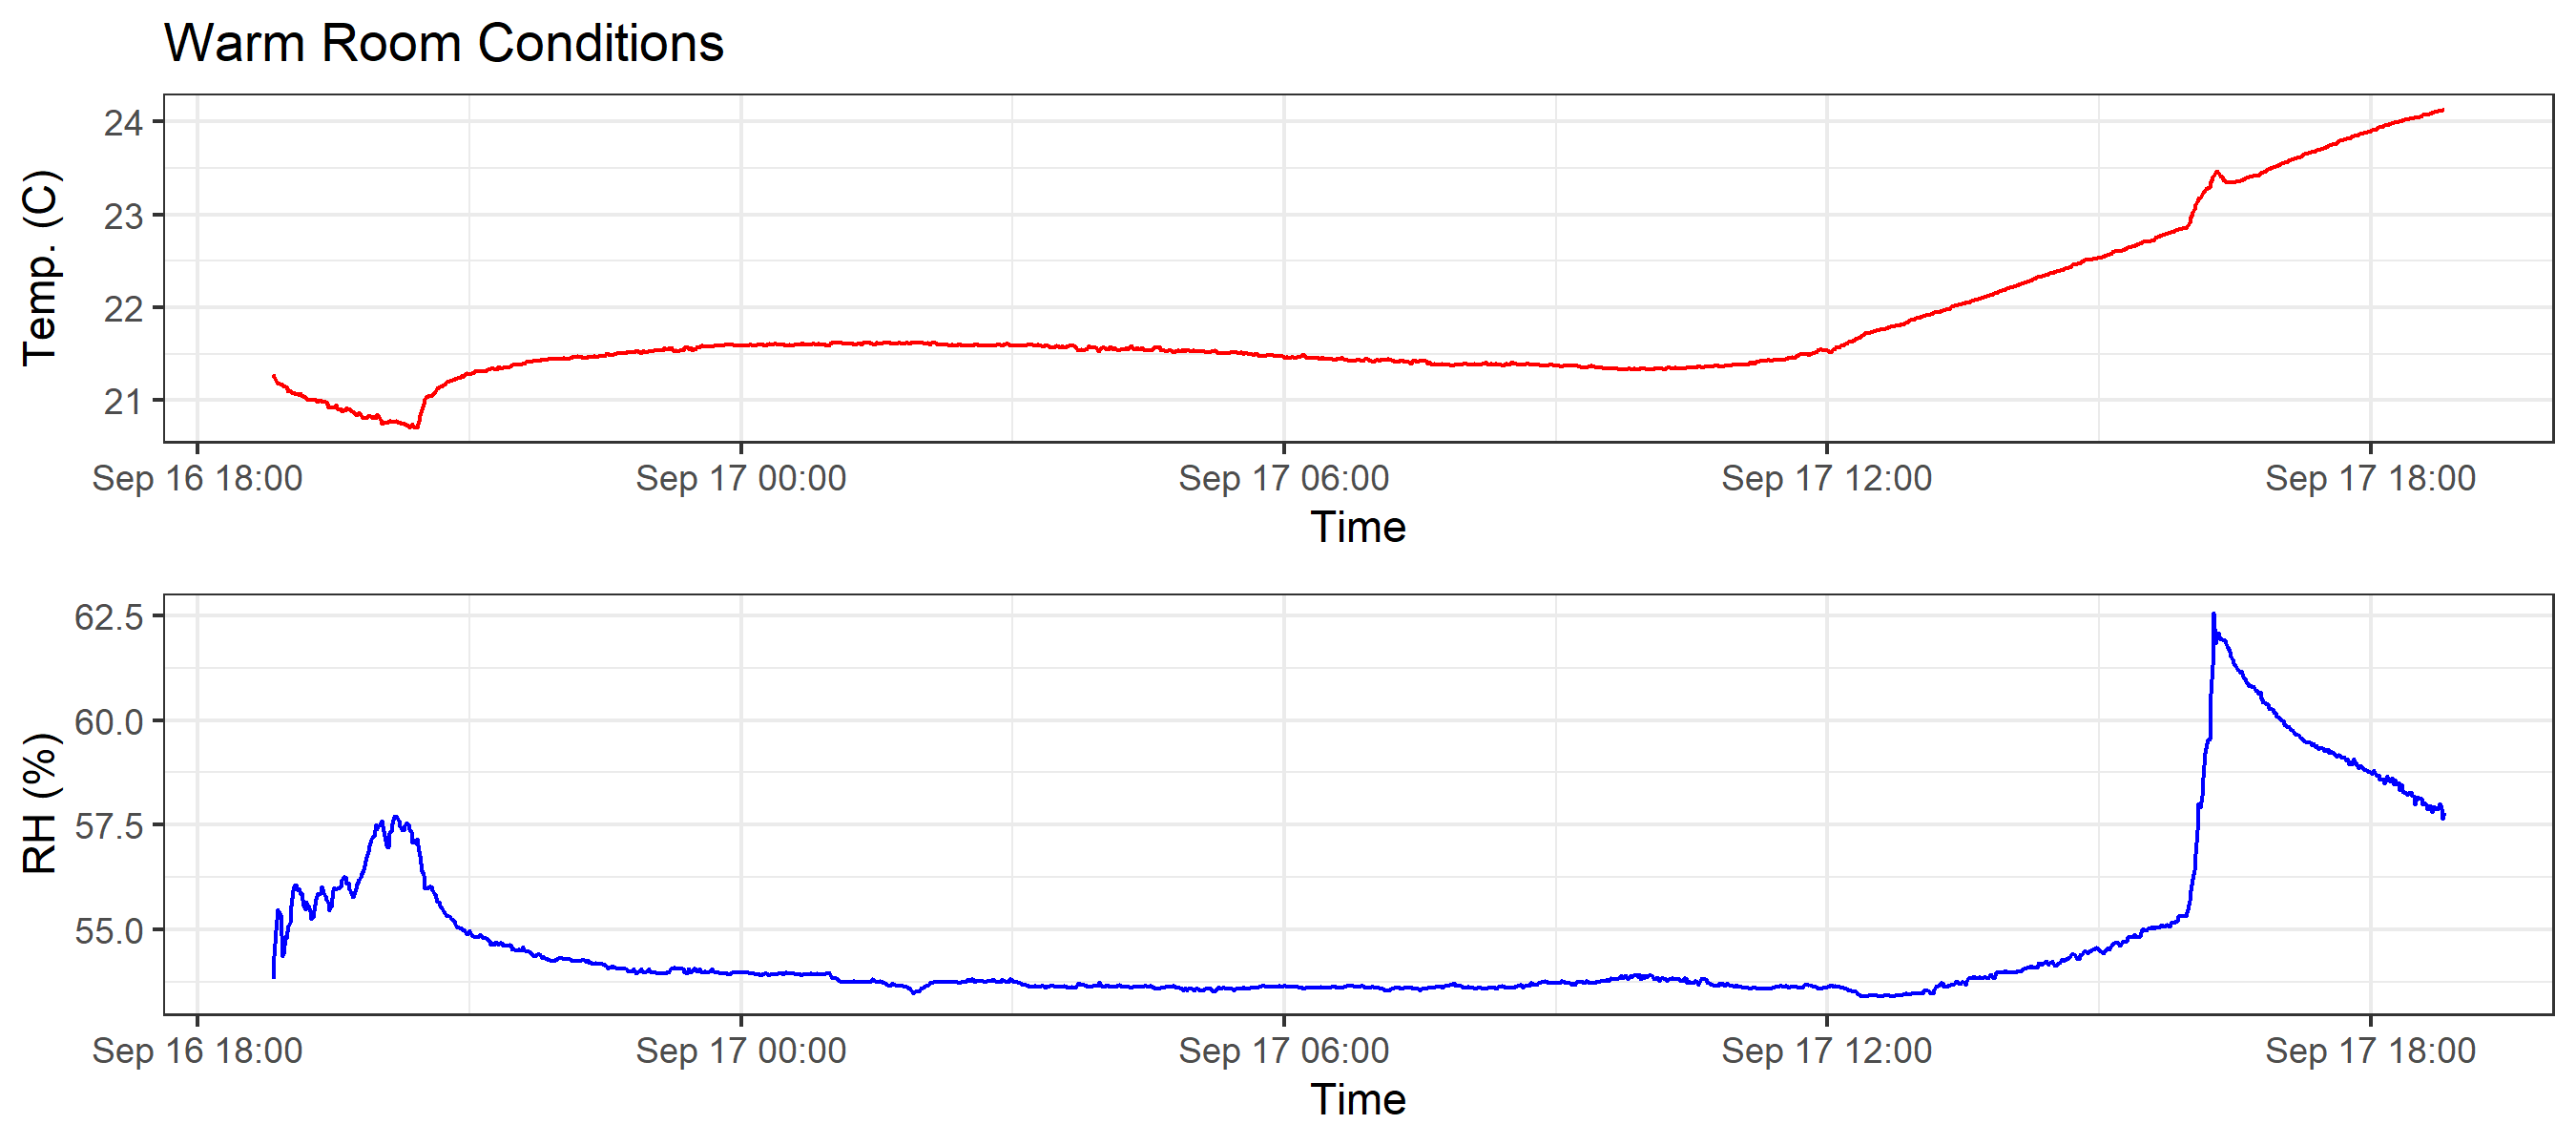 Warm Room Conditions
24
23
22
21
Temp. (C)
Sep 16 18:00 Sep 17 00:00 Sep 17 06:00 Sep 17 12:00 Sep 17 18:00
Time
62.5
60.0
57.5
55.0
RH (%)
Sep 16 18:00 Sep 17 00:00 Sep 17 06:00 Sep 17 12:00 Sep 17 18:00
Time